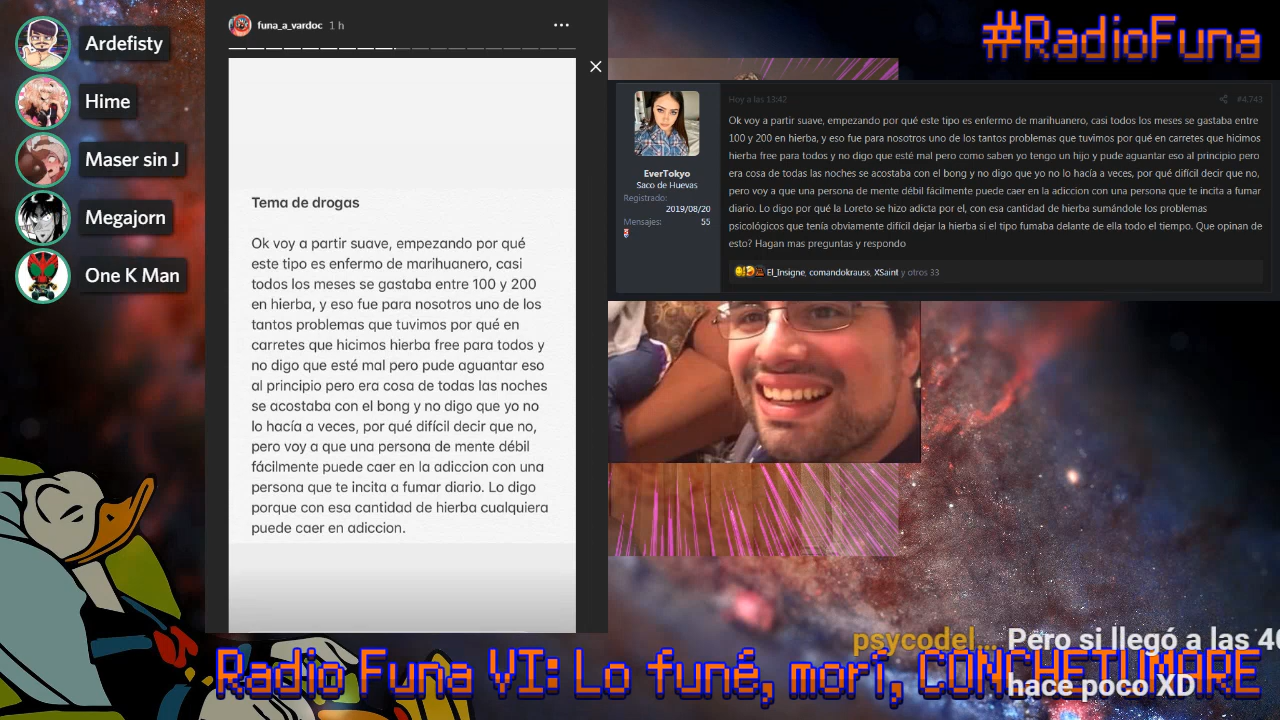 Ardefisty
Hime
Maser sin J
Megajorn
One K Man
funa_a_vardoc 1 h
Tema de drogas
Ok voy a partir suave, empezando por qué
este tipo es enfermo de marihuanero, casi
todos los meses se gastaba entre 100 y 200
en hierba, y eso fue para nosotros uno de los
tantos problemas que tuvimos por qué en
carretes que hicimos hierba free para todos y
no digo que esté mal pero pude aguantar eso
al principio pero era cosa de todas las noches
se acostaba con el bong y no digo que yo no
lo hacía a veces, por qué difícil decir que no,
pero voy a que una persona de mente débil
fácilmente puede caer en la adiccion con una
persona que te incita a fumar diario. Lo digo
porque con esa cantidad de hierba cualquiera
puede caer en adiccion.
#RadioFuna
Hoy a las 13:42 #4.743
EverTokyo
Saco de Huevas
Registrado:
2019/08/20
Mensajes: 55
Ok voy a partir suave, empezando por qué este tipo es enfermo de marihuanero, casi todos los meses se gastaba entre
100 y 200 en hierba, y eso fue para nosotros uno de los tantos problemas que tuvimos por qué en carretes que hicimos
hierba free para todos y no digo que esté mal pero como saben yo tengo un hijo y pude aguantar eso al principio pero
era cosa de todas las noches se acostaba con el bong y no digo que yo no lo hacía a veces, por qué difícil decir que no,
pero voy a que una persona de mente débil fácilmente puede caer en la adiccion con una persona que te incita a fumar
diario. Lo digo por qué la Loreto se hizo adicta por el, con esa cantidad de hierba sumándole los problemas
psicológicos que tenía obviamente difícil dejar la hierba si el tipo fumaba delante de ella todo el tiempo. Que opinan de
esto? Hagan mas preguntas y respondo
El_Insigne, comandokrauss, XSaint y otros 33
psycodel... Pero si llegó a las 40
hace poco XD
Radio Funa VI: Lo funé, morí, CONCHETUMARE